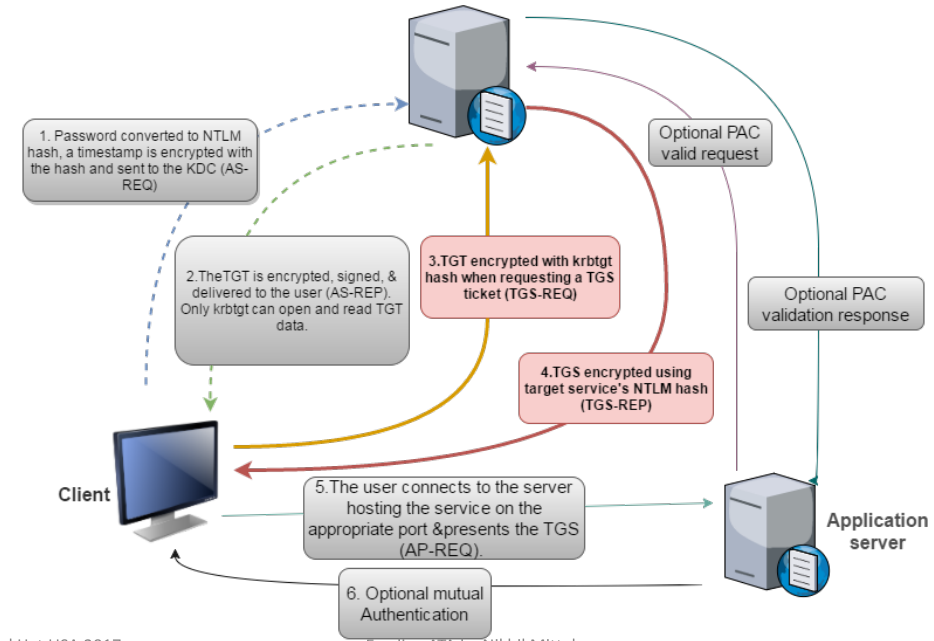 1. Password converted to NTLM
hash, a timestamp is encrypted with
the hash and sent to the KDC (AS-
REQ)
Optional PAC
valid request
2.TheTGT is encrypted, signed, &
delivered to the user (AS-REP).
Only krbtgt can open and read TGT
data.
3.TGT encrypted with krbtgt
hash when requesting a TGS
ticket (TGS-REQ)
Optional PAC
validation response
4.TGS encrypted using
target service's NTLM hash
(TGS-REP)
Client
5.The user connects to the server
hosting the service on the
appropriate port &presents the TGS
(AP-REQ).
Application
server
6. Optional mutual
Authentication